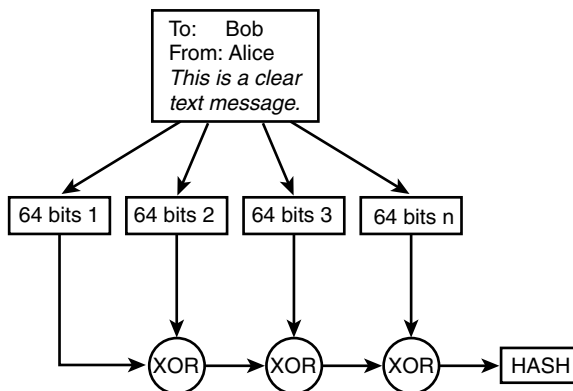 To: Bob
From: Alice
This is a clear
text message.
64 bits 1
64 bits 2
64 bits 3
64 bits n
XOR
XOR
XOR
HASH